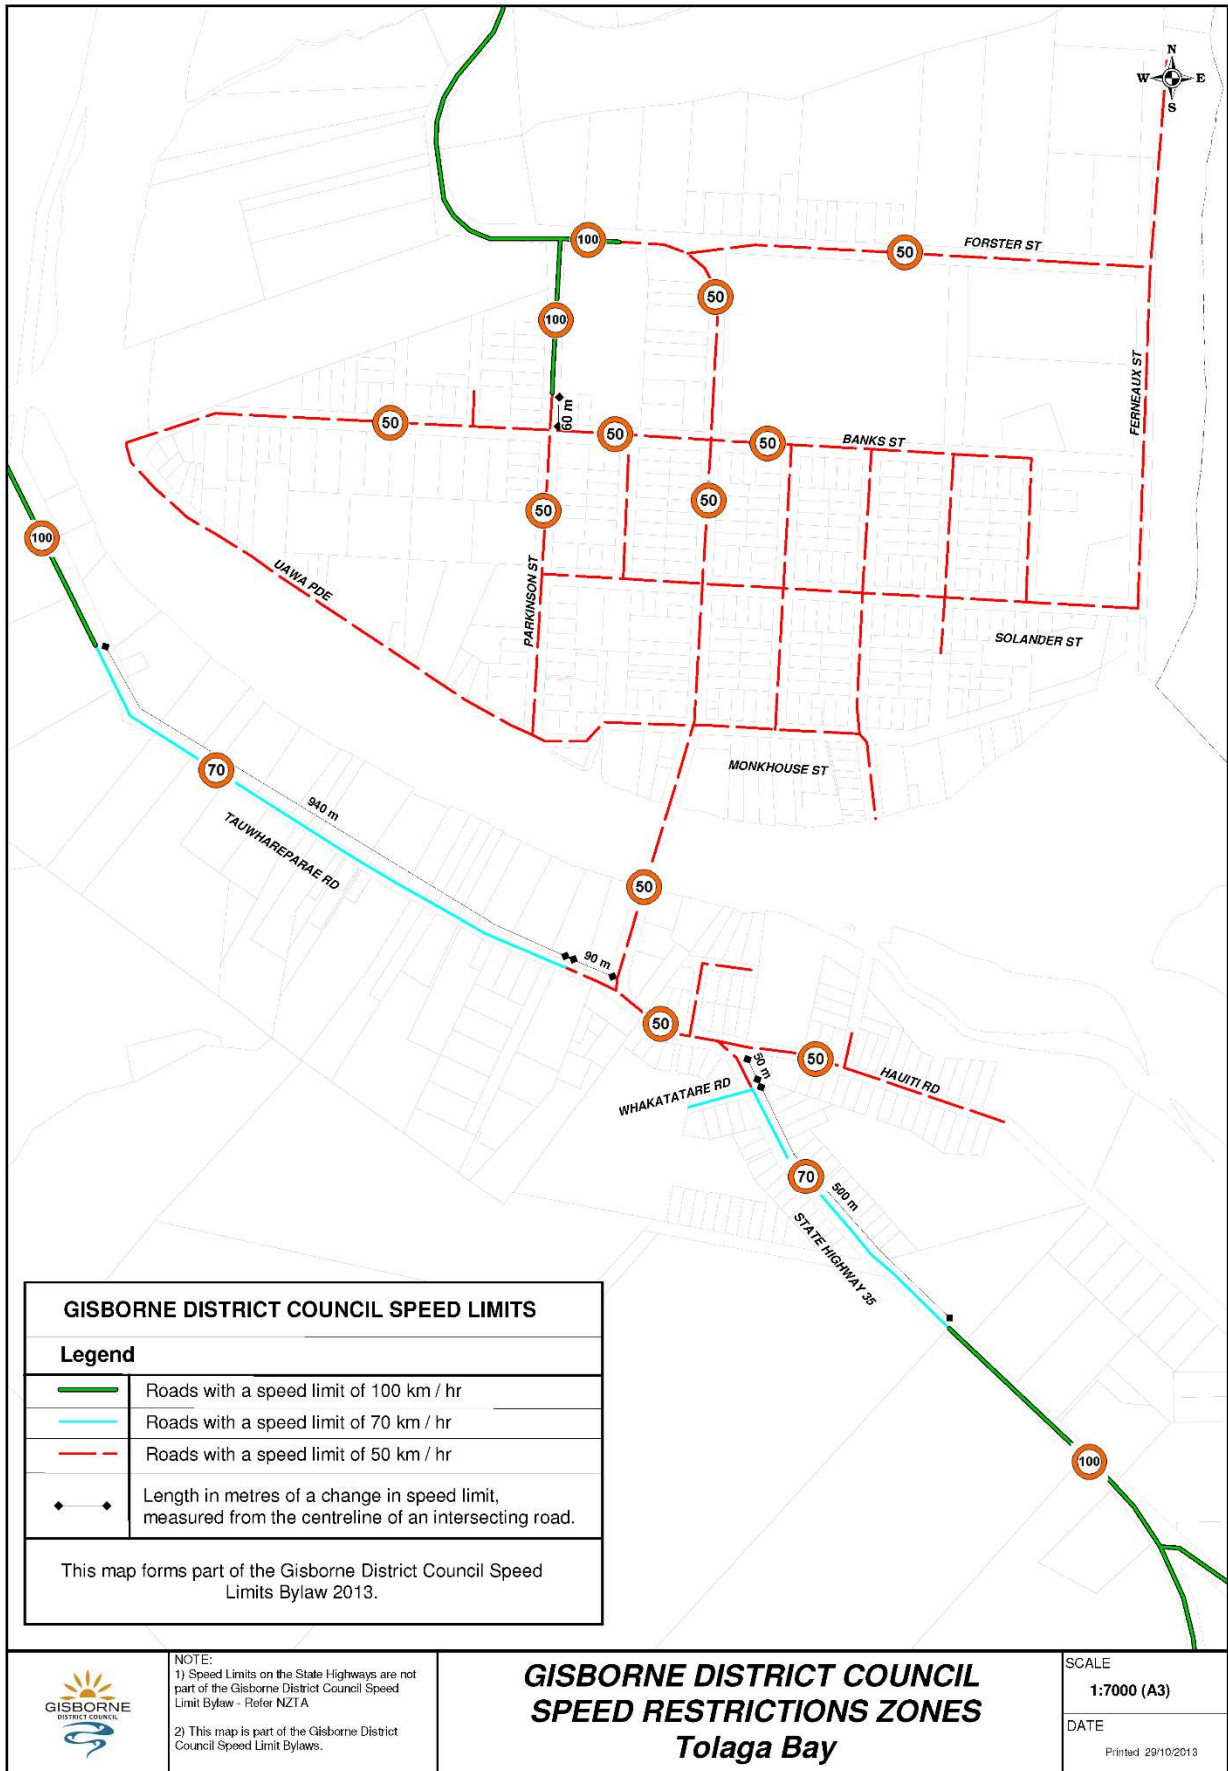 N
W E
S
100
50
FORSTER ST
50
100
FERNEAUX ST
60 m
50
50
50
BANKS ST
50
50
100
UAWA PDE
PARKINSON ST
SOLANDER ST
MONKHOUSE ST
70
940 m
TAUWHAREPARAE RD
50
90 m
50
50 m
50
HAUITI RD
WHAKATATARE RD
70
500 m
STATE HIGHWAY 35
100
GISBORNE DISTRICT COUNCIL SPEED LIMITS
Legend
Roads with a speed limit of 100 km / hr
Roads with a speed limit of 70 km / hr
Roads with a speed limit of 50 km / hr
Length in metres of a change in speed limit,
measured from the centreline of an intersecting road.
This map forms part of the Gisborne District Council Speed
Limits Bylaw 2013.
GISBORNE
DISTRICT COUNCIL
NOTE:
1) Speed Limits on the State Highways are not
part of the Gisborne District Council Speed
Limit Bylaw - Refer NZTA
2) This map is part of the Gisborne District
Council Speed Limit Bylaws.
GISBORNE DISTRICT COUNCIL
SPEED RESTRICTIONS ZONES
Tolaga Bay
SCALE
1:7000 (A3)
DATE
Printed 29/10/2013